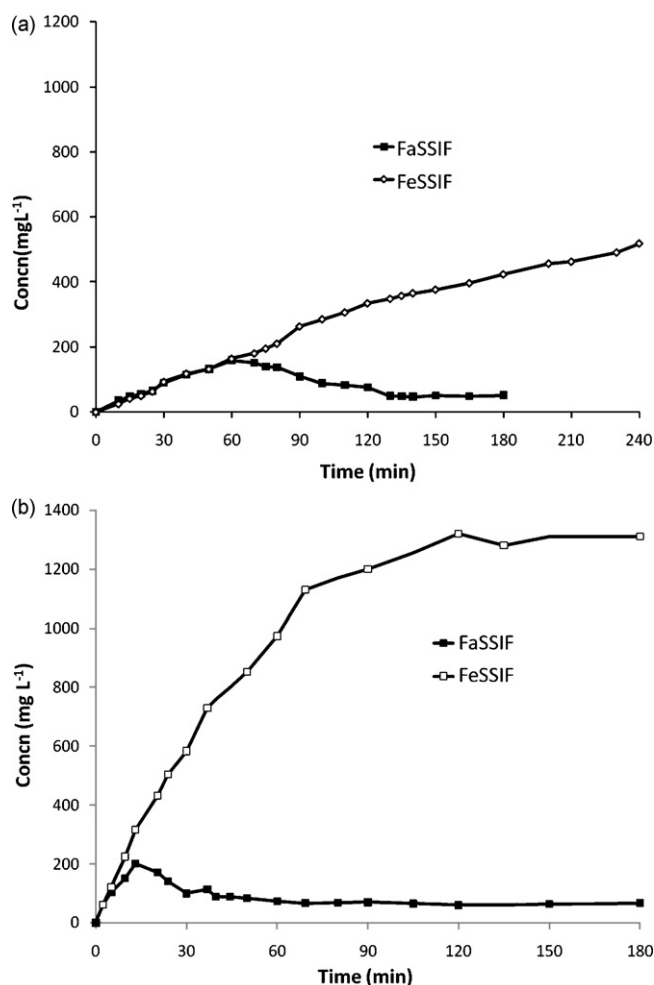 (a)
1200
1000
800
600
400
200
0
Concn(mgL-1)
FaSSIF
FeSSIF
0 30 60 90 120 150 180 210 240
Time (min)
(b)
1400
1200
1000
800
600
400
200
0
Concn (mg L-1)
FaSSIF
FeSSIF
0 30 60 90 120 150 180
Time (min)